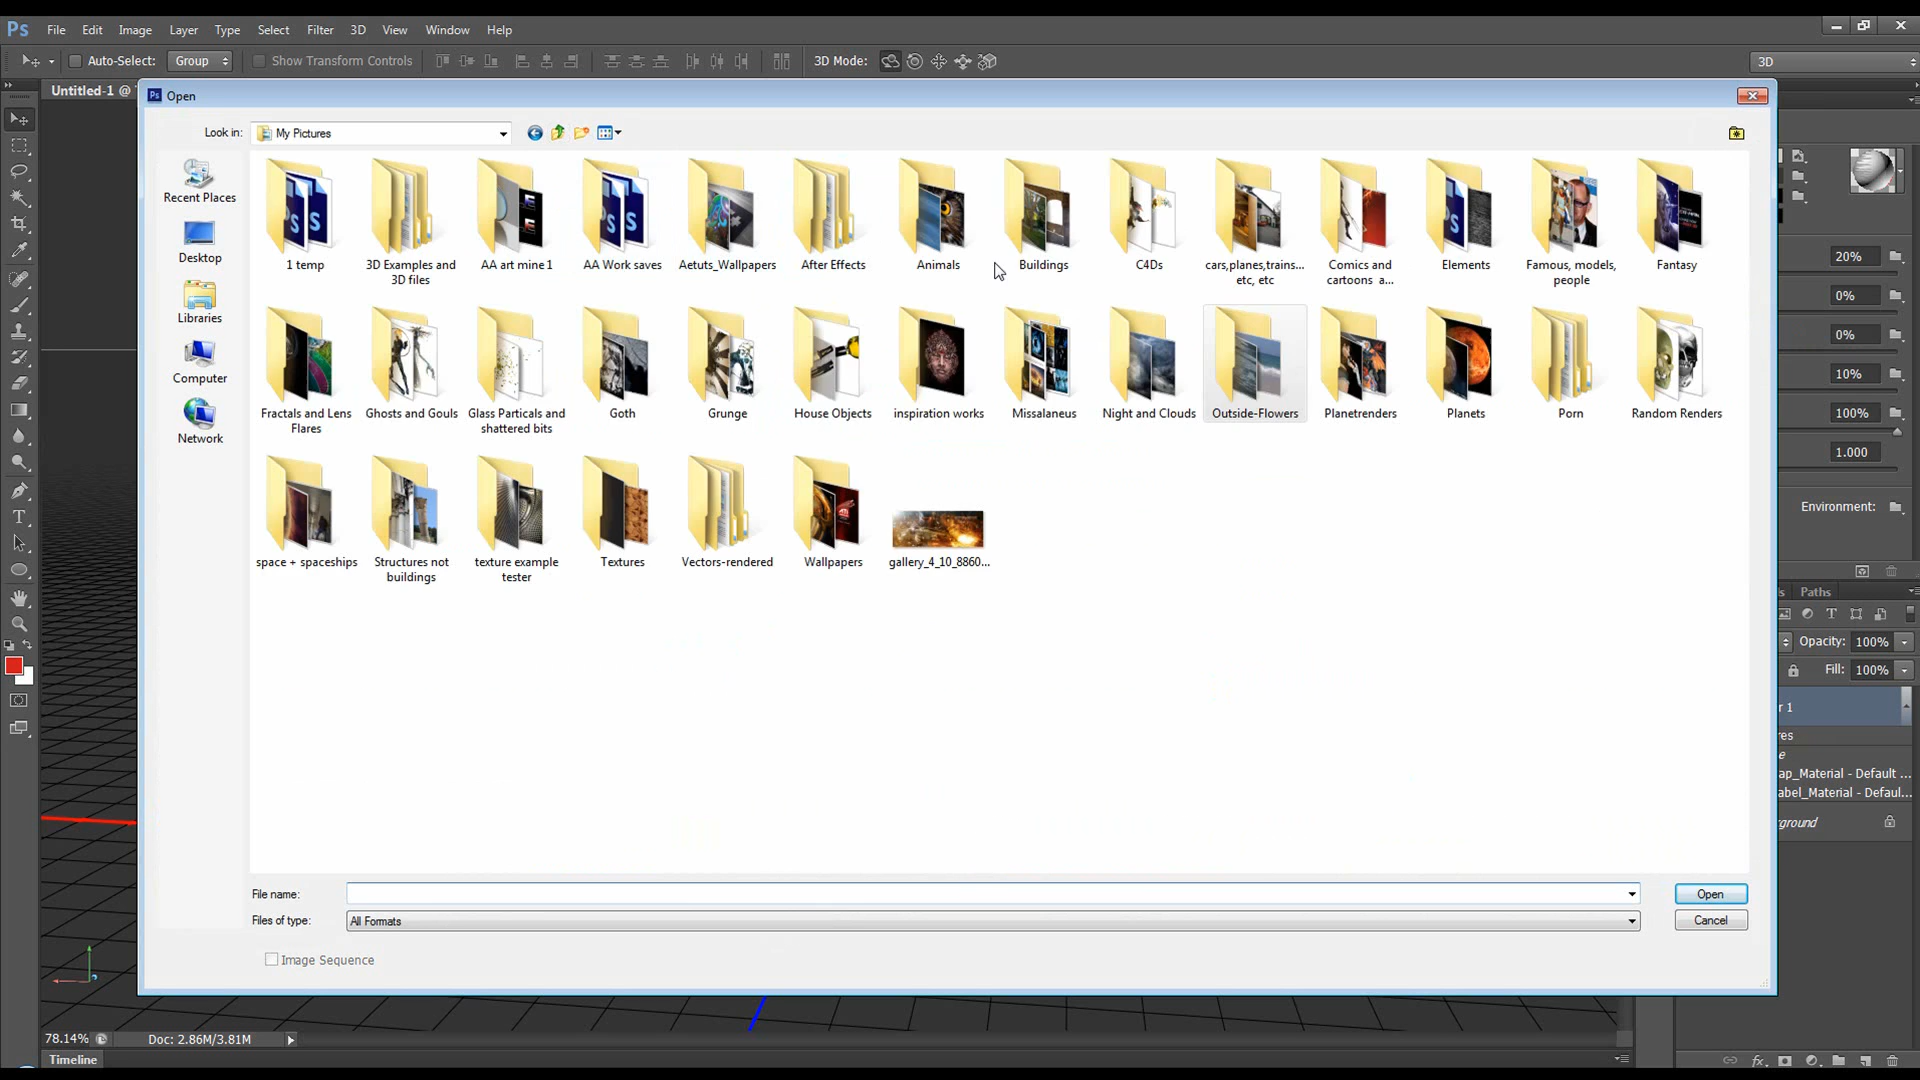 Ps File Edit Image Layer Type Select Filter 3D View Window Help
Auto-Select: Group Show Transform Controls 3D Mode: 3D
Untitled-1 @
Ps Open
Look in: My Pictures
Recent Places
Desktop
Libraries
Computer
Network
1 temp
3D Examples and
3D files
AA art mine 1
AA Work saves
Aetuts_Wallpapers
After Effects
Animals
Buildings
C4Ds
cars,planes,trains...
etc, etc
Comics and
cartoons a...
Elements
Famous, models,
people
Fantasy
Fractals and Lens
Flares
Ghosts and Gouls
Glass Particals and
shattered bits
Goth
Grunge
House Objects
inspiration works
Missalaneus
Night and Clouds
Outside-Flowers
Planetrenders
Planets
Porn
Random Renders
space + spaceships
Structures not
buildings
texture example
tester
Textures
Vectors-rendered
Wallpapers
gallery_4_10_8860...
File name:
Open
Files of type: All Formats
Cancel
Image Sequence
20%
0%
0%
10%
100%
1.000
Environment:
ls Paths
Opacity: 100%
Fill: 100%
r 1
res
e
ap_Material - Default ...
abel_Material - Defaul...
ground
78.14% Doc: 2.86M/3.81M
Timeline
fx